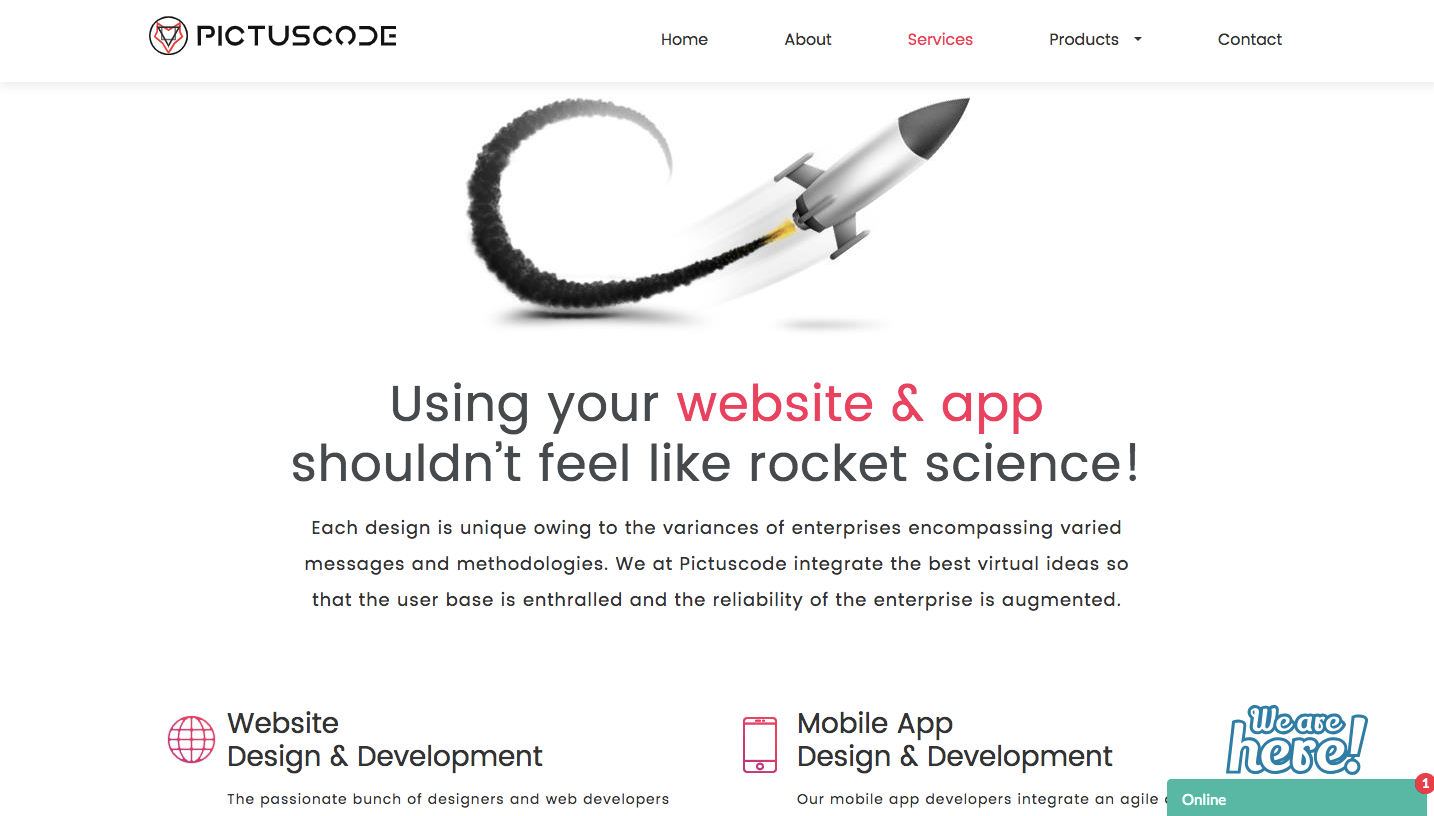 PICTUSCODE
Home About Services Products Contact
Using your website & app
shouldn't feel like rocket science!
Each design is unique owing to the variances of enterprises encompassing varied
messages and methodologies. We at Pictuscode integrate the best virtual ideas so
that the user base is enthralled and the reliability of the enterprise is augmented.
Website
Design & Development
The passionate bunch of designers and web developers
Mobile App
Design & Development
Our mobile app developers integrate an agile
We are
here!
1
Online